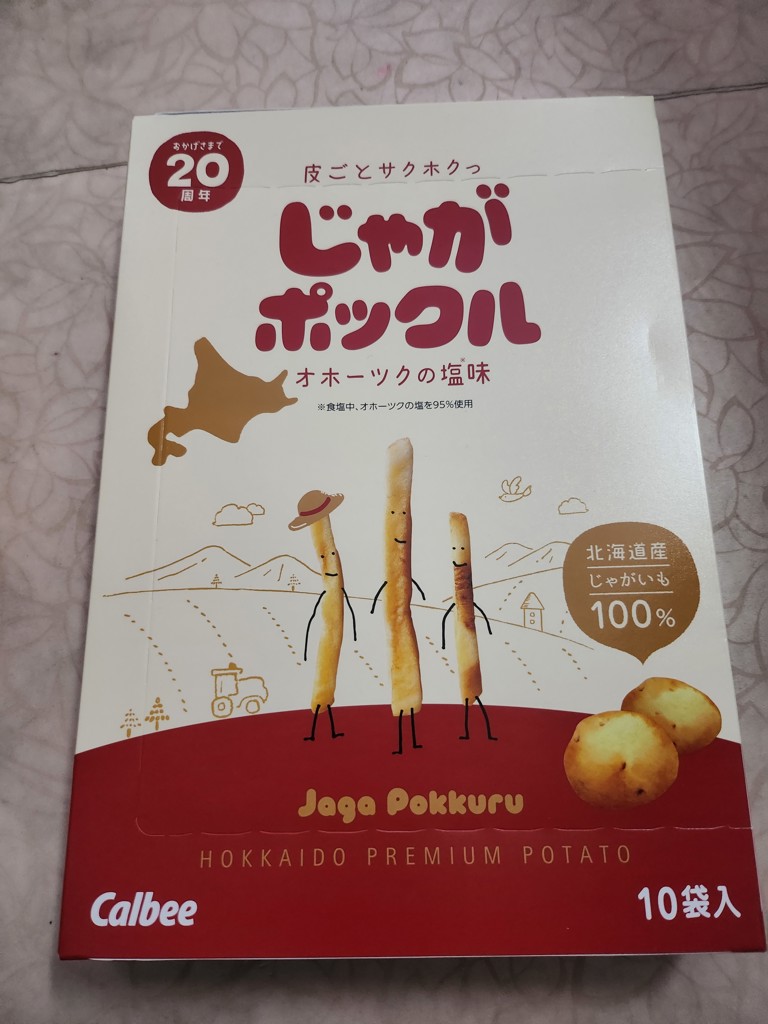 おかげさまで
20
周年
皮ごとサクホクっ
じゃが
ポックル
オホーツクの塩※味
※食塩中、オホーツクの塩を95%使用
北海道産
じゃがいも
100%
Jaga Pokkuru
HOKKAIDO PREMIUM POTATO
Calbee
10袋入